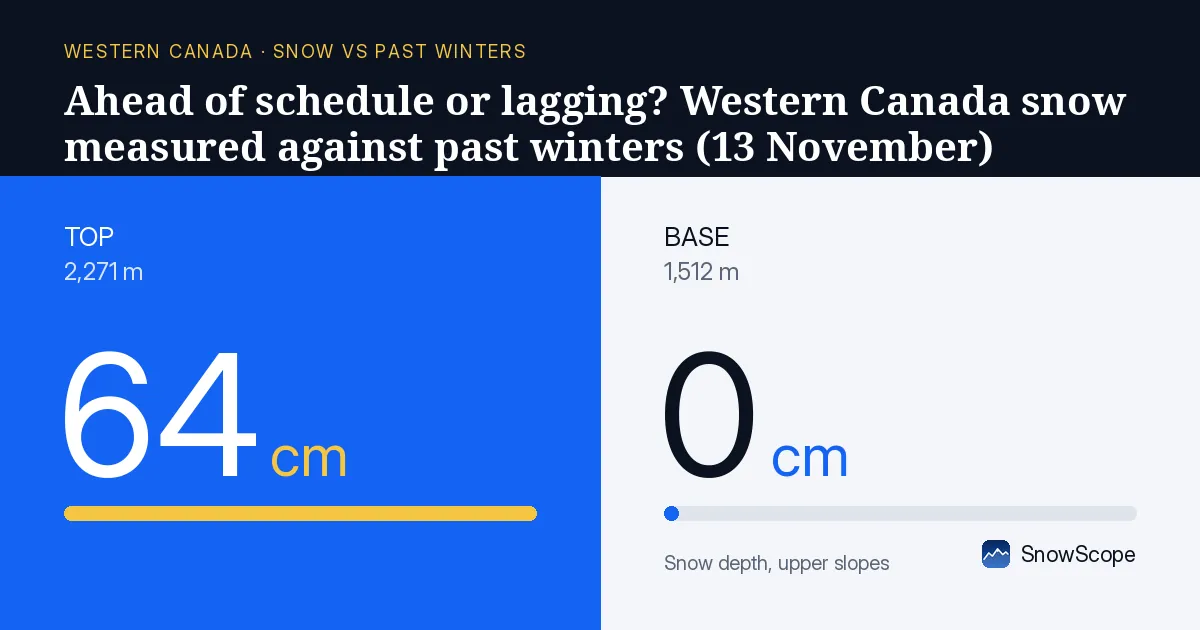 WESTERN CANADA · SNOW VS PAST WINTERS
Ahead of schedule or lagging? Western Canada snow
measured against past winters (13 November)
TOP
2,271 m
64 cm
BASE
1,512 m
0 cm
Snow depth, upper slopes
SnowScope